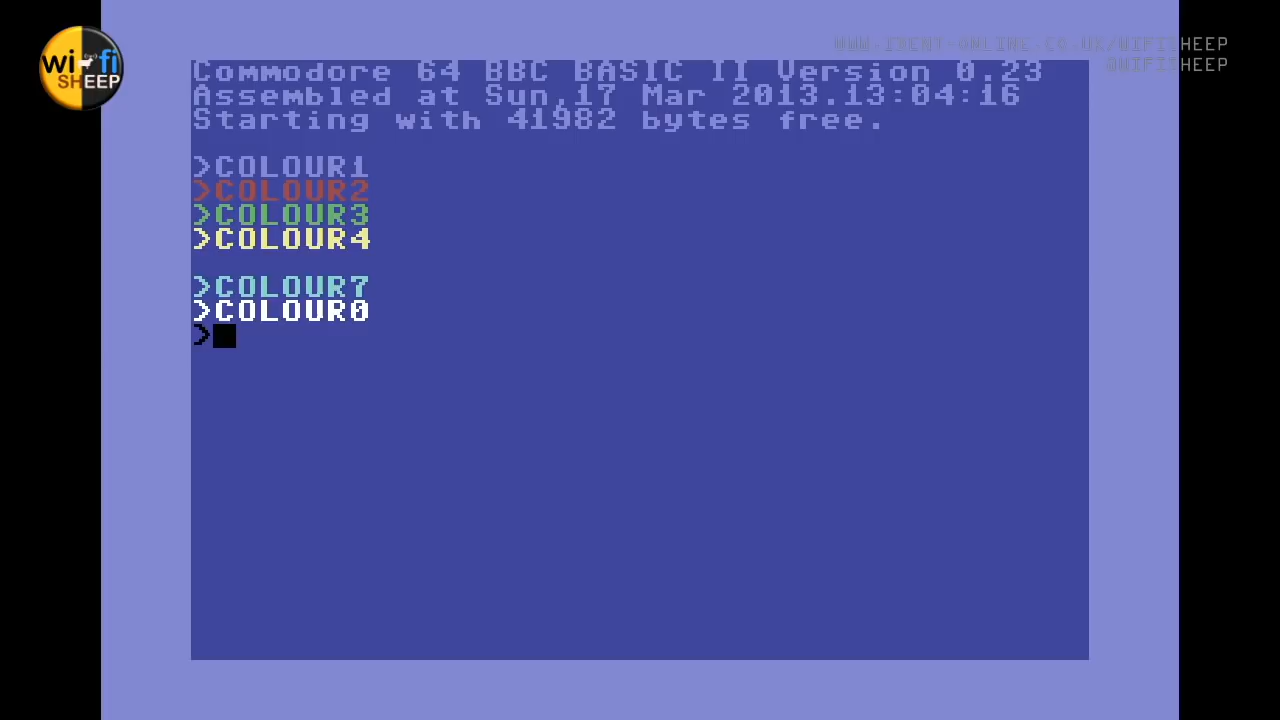 wi-fi
SHEEP
WWW.IDENT-ONLINE.CO.UK/WIFISHEEP
@WIFISHEEP
Commodore 64 BBC BASIC II Version 0.23
Assembled at Sun,17 Mar 2013.13:04:16
Starting with 41982 bytes free.
>COLOUR1
>COLOUR2
>COLOUR3
>COLOUR4
>COLOUR7
>COLOUR0
>